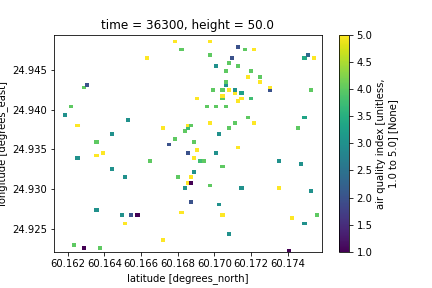 time = 36300, height = 50.0
24.945
24.940
24.935
24.930
24.925
longitude [degrees_east]
60.162 60.164 60.166 60.168 60.170 60.172 60.174
latitude [degrees_north]
5.0
4.5
4.0
3.5
3.0
2.5
2.0
1.5
1.0
air quality index [unitless,
1.0 to 5.0] [None]